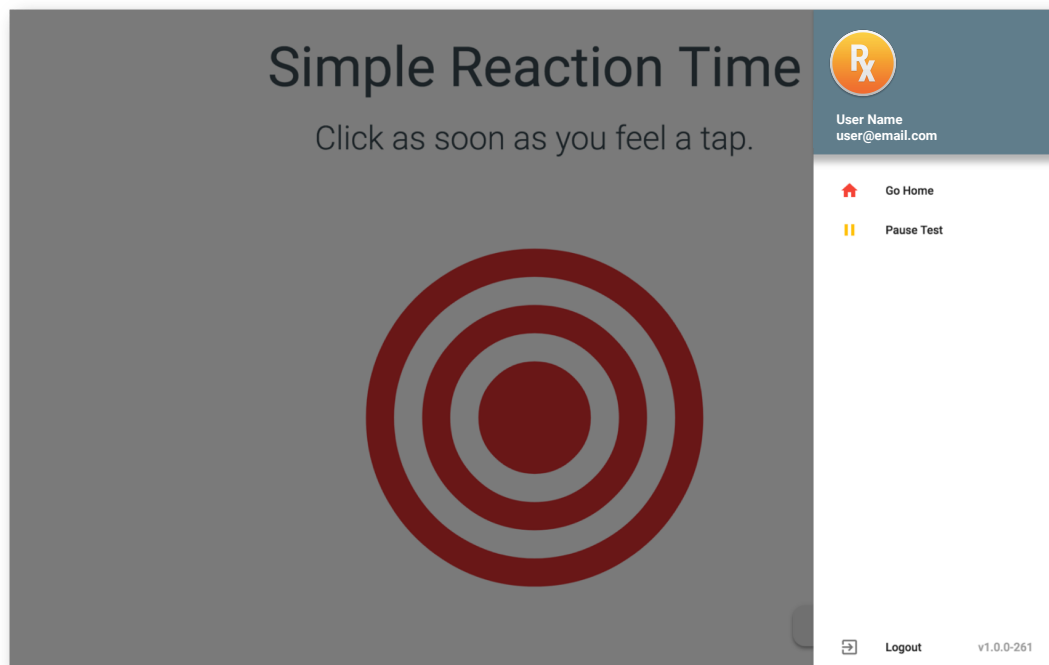 Simple Reaction Time
Click as soon as you feel a tap.
Rx
User Name
user@email.com
Go Home
Pause Test
Logout v1.0.0-261